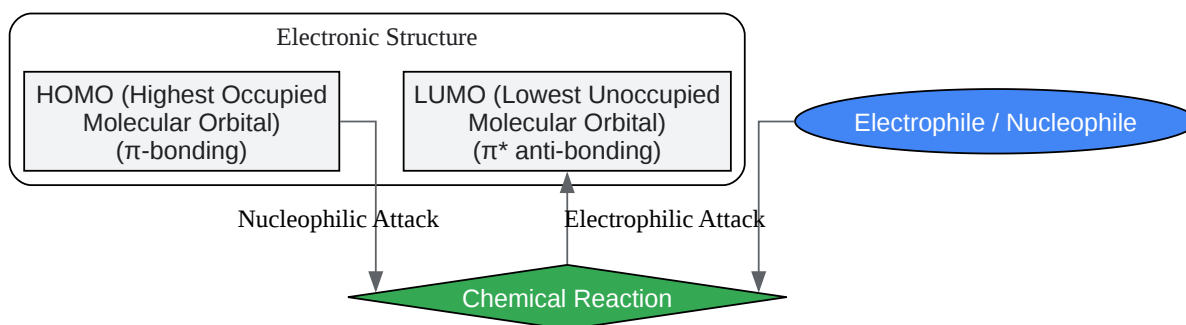 Electronic Structure
HOMO (Highest Occupied
Molecular Orbital)
(π-bonding)
LUMO (Lowest Unoccupied
Molecular Orbital)
(π* anti-bonding)
Electrophile / Nucleophile
Nucleophilic Attack
Electrophilic Attack
Chemical Reaction